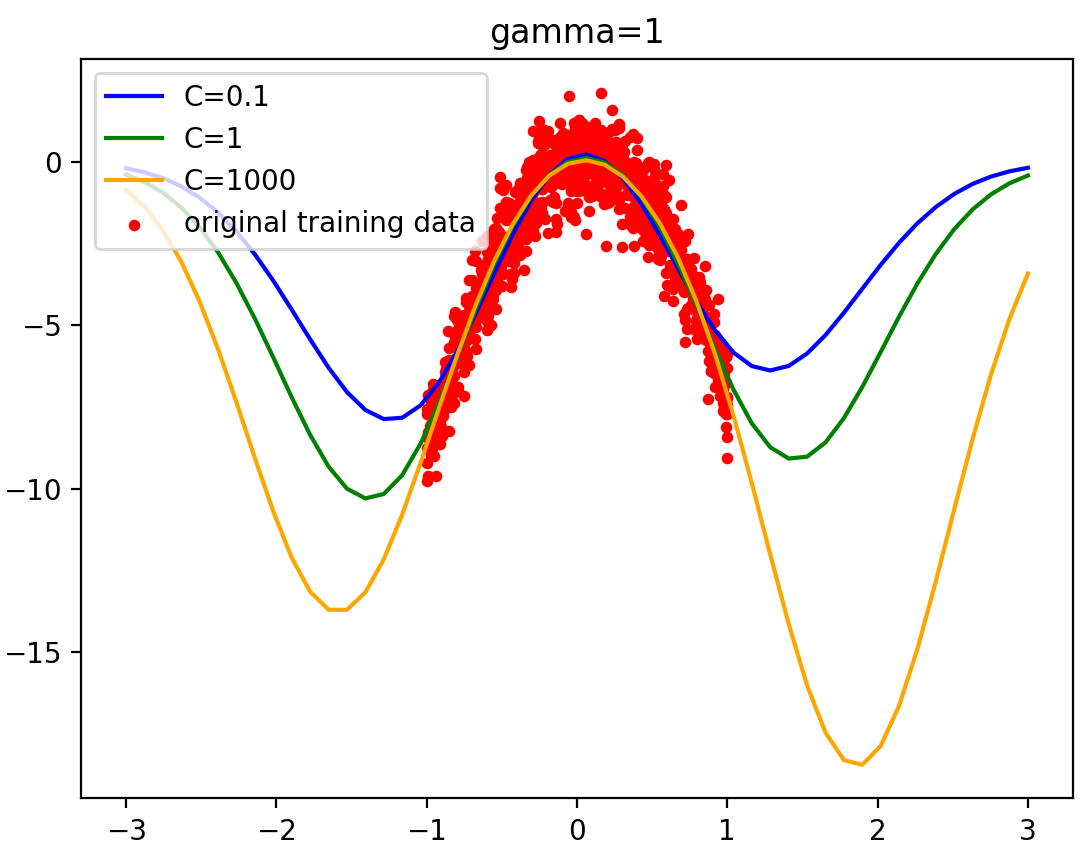 gamma=1
C=0.1
C=1
C=1000
original training data
0
−5
−10
−15
−3
−2
−1
0
1
2
3